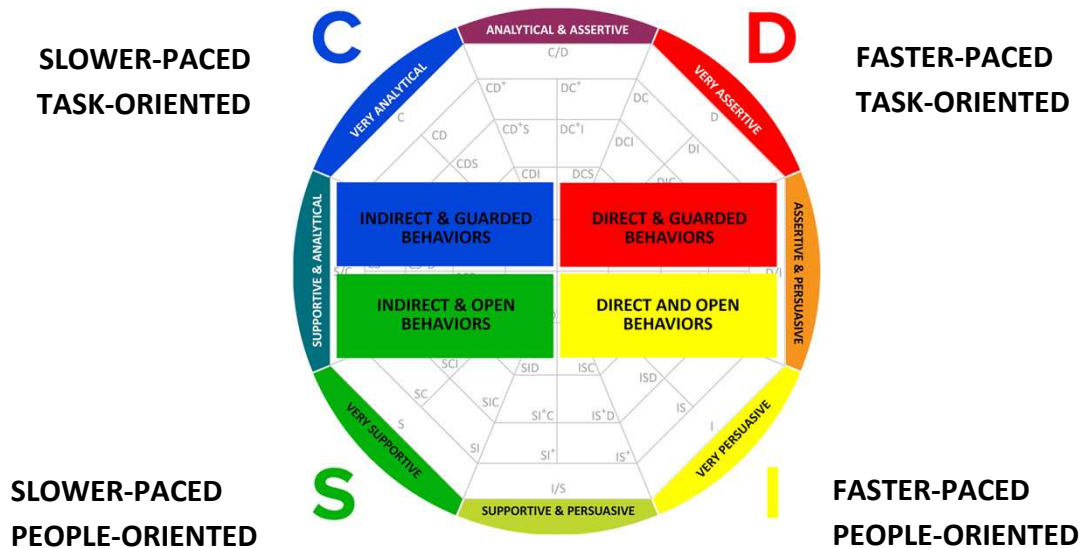 C
ANALYTICAL & ASSERTIVE
D
SLOWER-PACED
TASK-ORIENTED
FASTER-PACED
TASK-ORIENTED
VERY ANALYTICAL
VERY ASSERTIVE
C/D
CD+
DC+
DC
C
D
CD
CD+S
DC+I
DCI
DI
CDS
CDI
DCS
SUPPORTIVE & ANALYTICAL
INDIRECT & GUARDED
BEHAVIORS
DIRECT & GUARDED
BEHAVIORS
ASSERTIVE & PERSUASIVE
S/C
D/I
INDIRECT & OPEN
BEHAVIORS
DIRECT AND OPEN
BEHAVIORS
SCI
SID
ISC
ISD
SC
SIC
IS
SI+C
IS+D
S
I
SI
SI+
IS+
VERY SUPPORTIVE
VERY PERSUASIVE
I/S
SLOWER-PACED
PEOPLE-ORIENTED
S
SUPPORTIVE & PERSUASIVE
I
FASTER-PACED
PEOPLE-ORIENTED